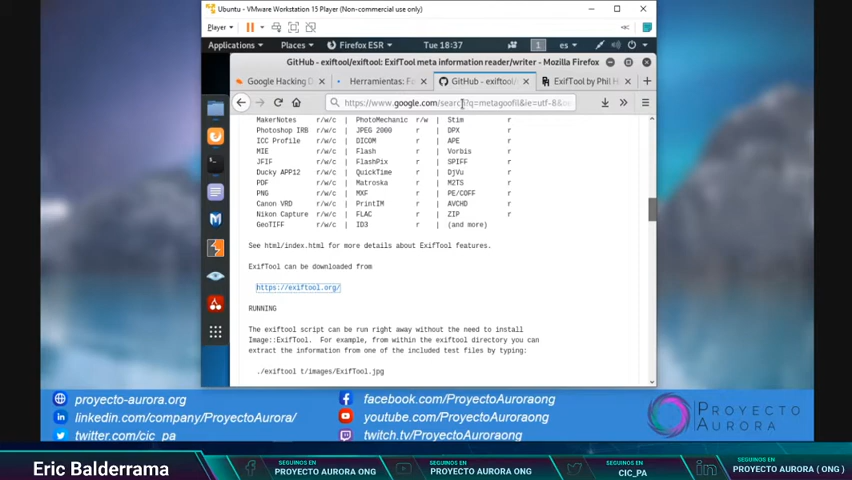 Ubuntu - VMware Workstation 15 Player (Non-commercial use only)
Player
Applications Places Firefox ESR Tue 18:37 1 es
GitHub - exiftool/exiftool: ExifTool meta information reader/writer - Mozilla Firefox
Google Hacking D Herramientas: Fe GitHub - exiftool/ ExifTool by Phil H
https://www.google.com/search?q=metagoofil&ie=utf-8&oe
MakerNotes r/w/c | PhotoMechanic r/w | Stim r
Photoshop IRB r/w/c | JPEG 2000 r | DPX r
ICC Profile r/w/c | DICOM r | APE r
MIE r/w/c | Flash r | Vorbis r
JFIF r/w/c | FlashPix r | SPIFF r
Ducky APP12 r/w/c | QuickTime r | DjVu r
PDF r/w/c | Matroska r | M2TS r
PNG r/w/c | MXF r | PE/COFF r
Canon VRD r/w/c | PrintIM r | AVCHD r
Nikon Capture r/w/c | FLAC r | ZIP r
GeoTIFF r/w/c | ID3 r | (and more)
See html/index.html for more details about ExifTool features.
ExifTool can be downloaded from
https://exiftool.org/
RUNNING
The exiftool script can be run right away without the need to install
Image::ExifTool. For example, from within the exiftool directory you can
extract the information from one of the included test files by typing:
./exiftool t/images/ExifTool.jpg
proyecto-aurora.org
linkedin.com/company/ProyectoAurora/
twitter.com/cic_pa
facebook.com/ProyectoAuroraong
youtube.com/ProyectoAuroraong
twitch.tv/ProyectoAuroraong
PROYECTO
AURORA
Eric Balderrama
SEGUINOS EN
PROYECTO AURORA ONG
SEGUINOS EN
PROYECTO AURORA ONG
SEGUINOS EN
CIC_PA
SEGUINOS EN
PROYECTO AURORA ( ONG )